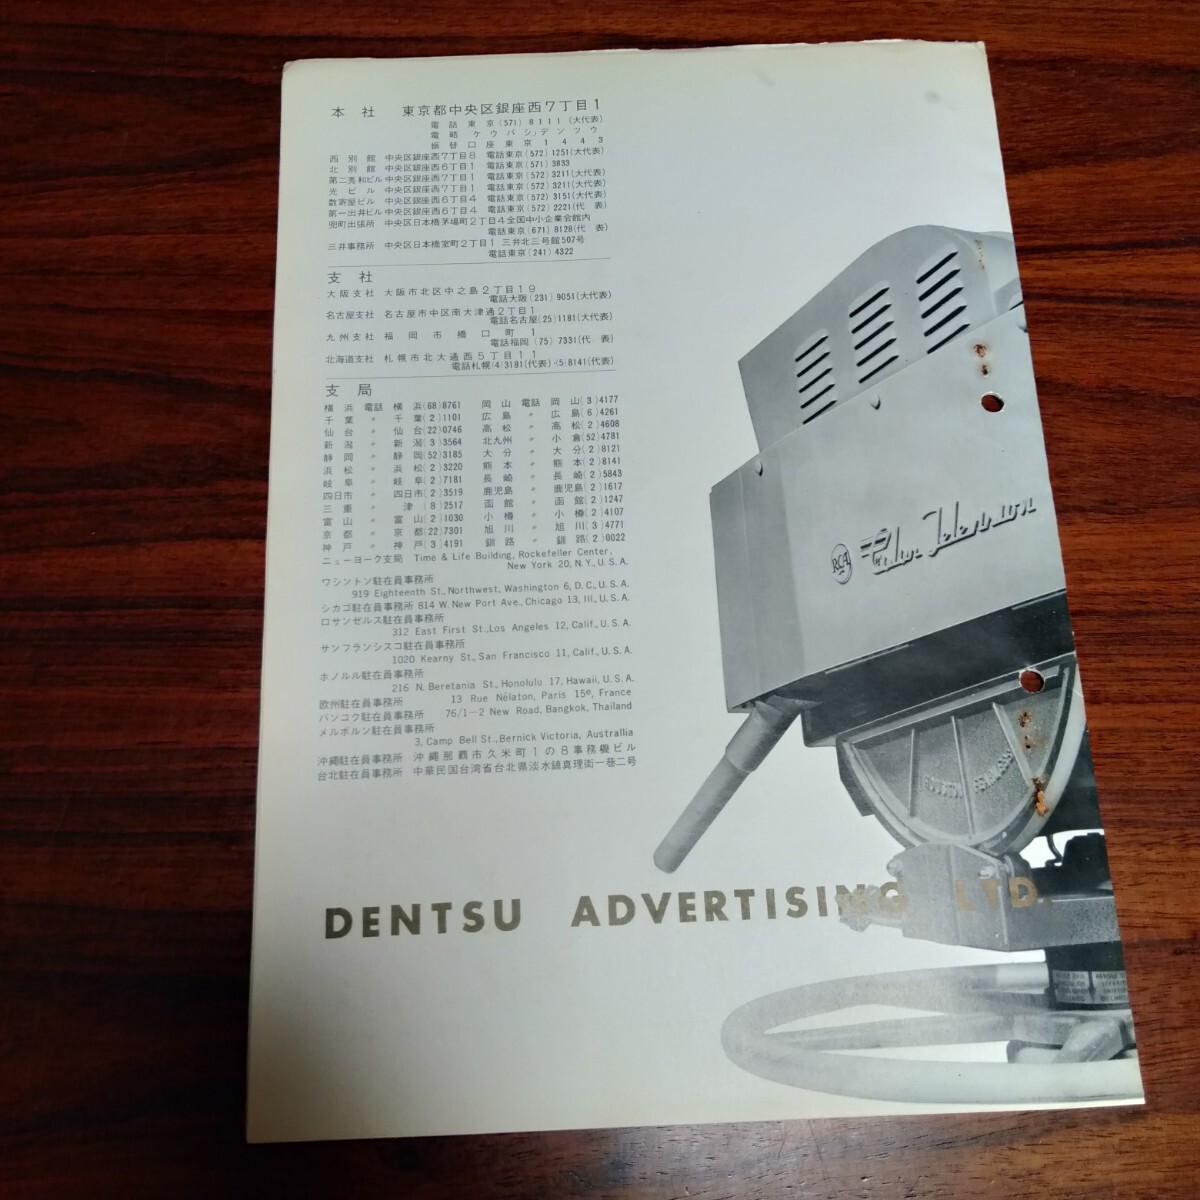 本社 東京都中央区銀座西7丁目1
電話 東京(571)8111(大代表)
電略 ケウバシ、デンツウ
振替口座東京1443
西別館 中央区銀座西7丁目8 電話東京(572)1251(大代表)
北別館 中央区銀座西6丁目1 電話東京(571)3833
第二秀和ビル 中央区銀座西7丁目1 電話東京(572)3211(大代表)
光ビル 中央区銀座西7丁目1 電話東京(572)3211(大代表)
数寄屋ビル 中央区銀座西6丁目4 電話東京(572)3151(大代表)
第一出井ビル 中央区銀座西6丁目4 電話東京(572)2221(代表)
兜町出張所 中央区日本橋茅場町2丁目4全国中小企業会館内
電話東京(671)8128(代表)
三井事務所 中央区日本橋室町2丁目1 三井北三号館507号
電話東京(241)4322
支社
大阪支社 大阪市北区中之島2丁目19
電話大阪(231)9051(大代表)
名古屋支社 名古屋市中区南大津通2丁目1
電話名古屋(25)1181(大代表)
九州支社 福岡市橋口町1
電話福岡(75)7331(代表)
北海道支社 札幌市北大通西5丁目11
電話札幌(4)3181(代表)・(5)8141(代表)
支局
横浜 電話 横浜(68)8761 岡山 電話 岡山(3)4177
千葉 〃 千葉(2)1101 広島 〃 広島(6)4261
仙台 〃 仙台(22)0746 高松 〃 高松(2)4608
新潟 〃 新潟(3)3564 北九州 〃 小倉(52)4781
静岡 〃 静岡(52)3185 大分 〃 大分(2)8121
浜松 〃 浜松(2)3220 熊本 〃 熊本(2)8141
岐阜 〃 岐阜(2)7181 長崎 〃 長崎(2)5843
四日市 〃 四日市(2)3519 鹿児島 〃 鹿児島(2)1617
三重 〃 津(8)2517 函館 〃 函館(2)1247
富山 〃 富山(2)1030 小樽 〃 小樽(2)4107
京都 〃 京都(22)7301 旭川 〃 旭川(3)4771
神戸 〃 神戸(3)4191 釧路 〃 釧路(2)0022
ニューヨーク支局 Time & Life Building, Rockefeller Center,
New York 20, N.Y., U.S.A.
ワシントン駐在員事務所
919 Eighteenth St., Northwest, Washington 6, D.C., U.S.A.
シカゴ駐在員事務所 814 W. New Port Ave., Chicago 13, Ill., U.S.A.
ロサンゼルス駐在員事務所
312 East First St., Los Angeles 12, Calif., U.S.A.
サンフランシスコ駐在員事務所
1020 Kearny St., San Francisco 11, Calif., U.S.A.
ホノルル駐在員事務所
216 N. Beretania St., Honolulu 17, Hawaii, U.S.A.
欧州駐在員事務所 13 Rue Nélaton, Paris 15e, France
バンコク駐在員事務所 76/1-2 New Road, Bangkok, Thailand
メルボルン駐在員事務所
3, Camp Bell St., Bernick Victoria, Australlia
沖縄駐在員事務所 沖縄那覇市久米町1の8事務機ビル
台北駐在員事務所 中華民国台湾省台北県淡水鎮真理街一巷二号
RCA Color Television
HOUSTON FEARLESS
DENTSU ADVERTISING LTD.